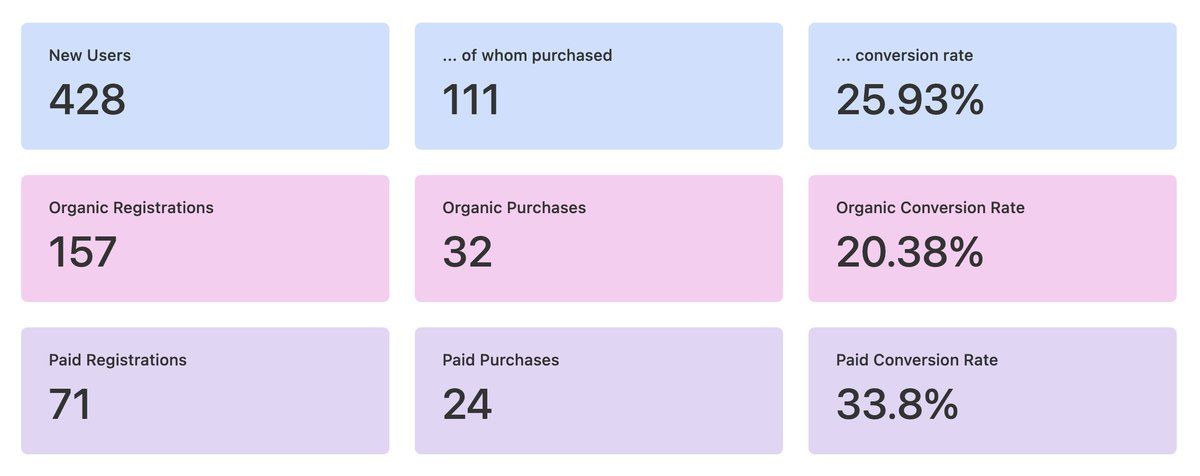 New Users
... of whom purchased
... conversion rate
428
111
25.93%
Organic Registrations
Organic Purchases
Organic Conversion Rate
157
32
20.38%
Paid Registrations
Paid Purchases
Paid Conversion Rate
71
24
33.8%